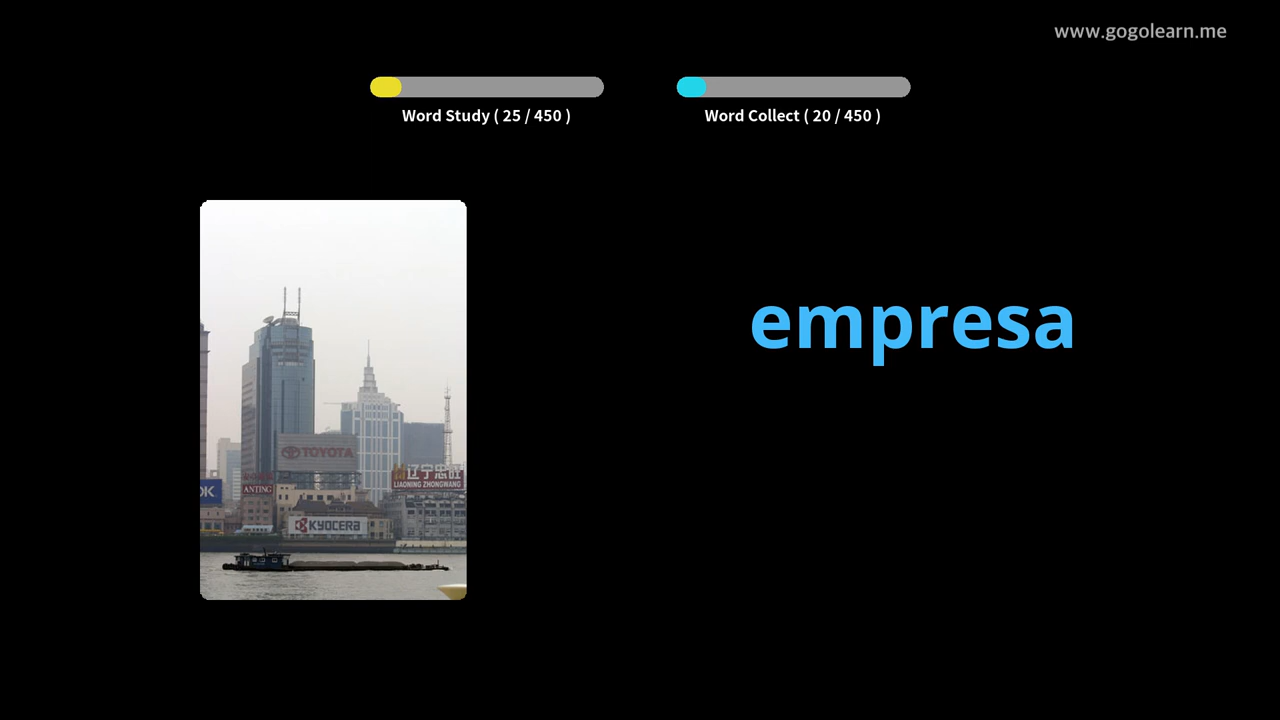 www.gogolearn.me
Word Study ( 25 / 450 )
Word Collect ( 20 / 450 )
empresa
TOYOTA
辽宁忠旺
LIAONING ZHONGWANG
OK
ANTING
KYOCERA